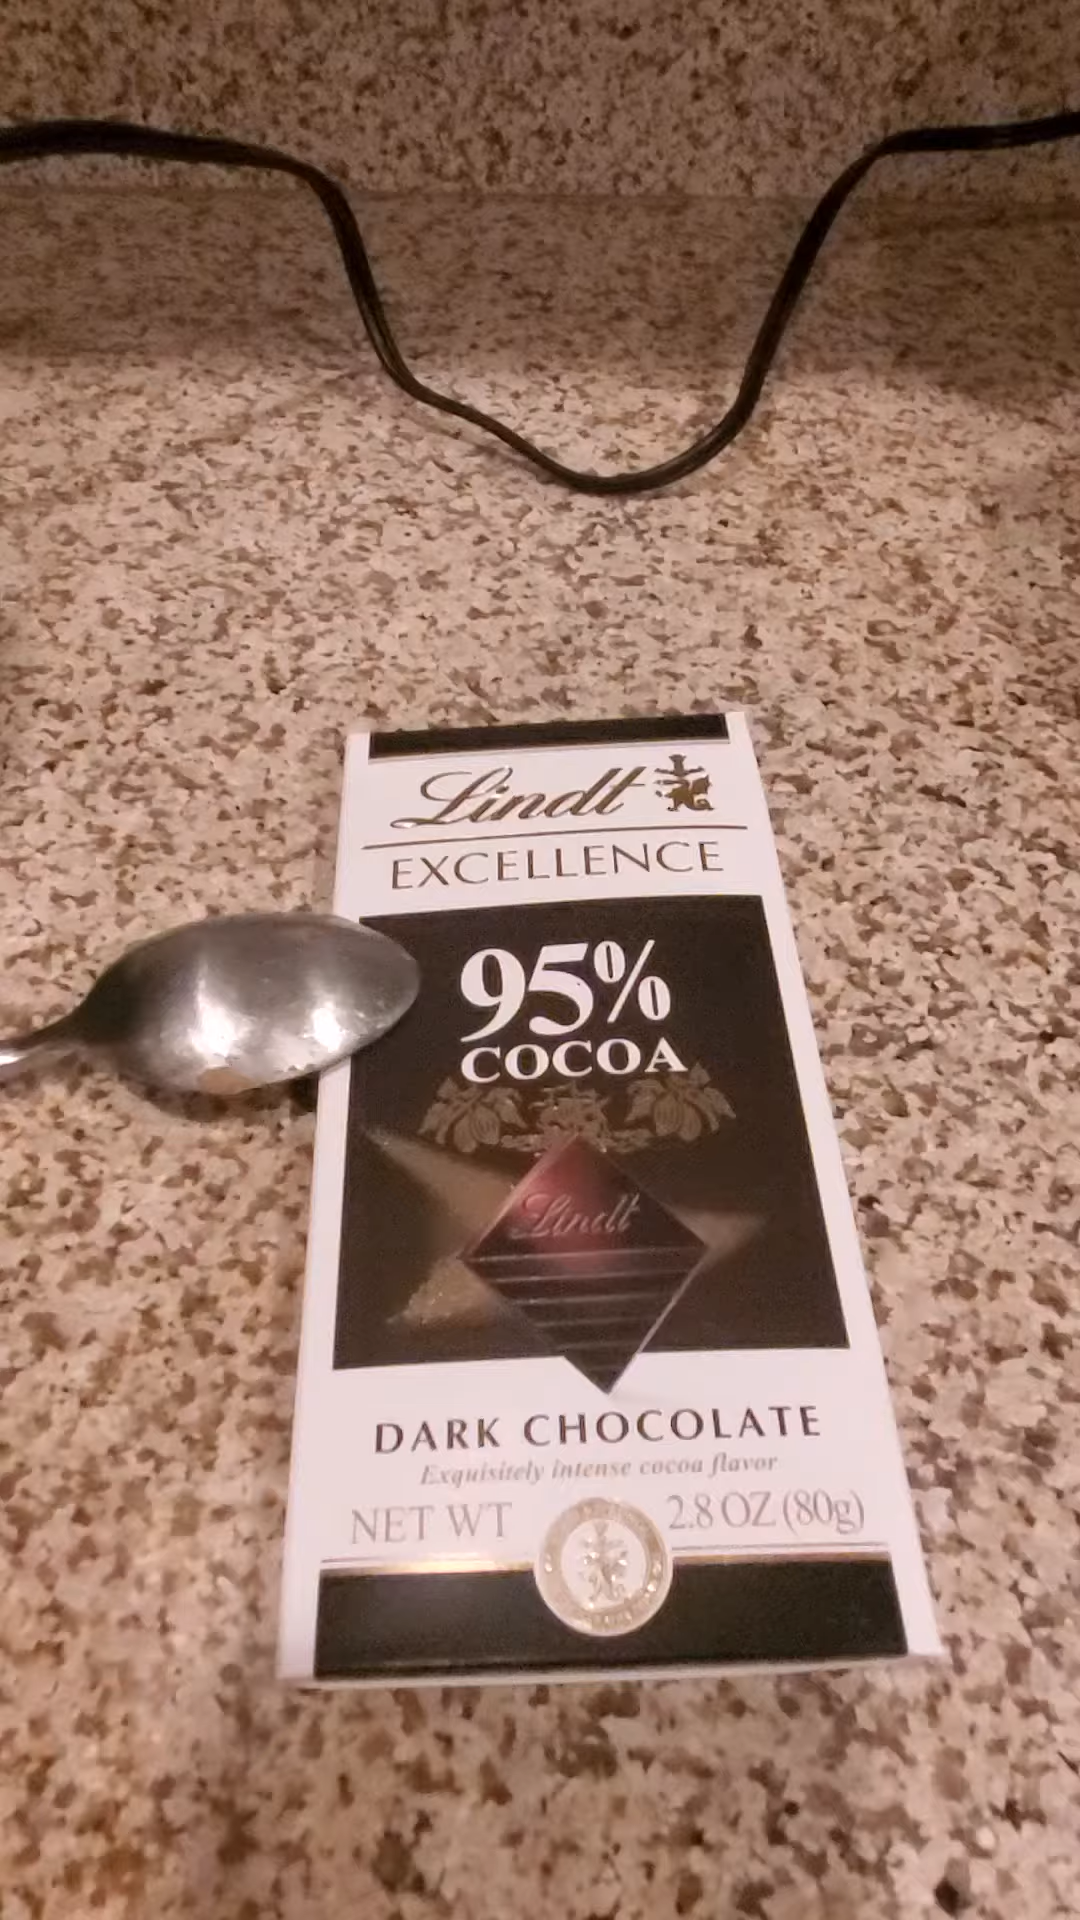 Lindt
EXCELLENCE
95%
COCOA
Lindt
DARK CHOCOLATE
Exquisitely intense cocoa flavor
NET WT 2.8 OZ (80g)